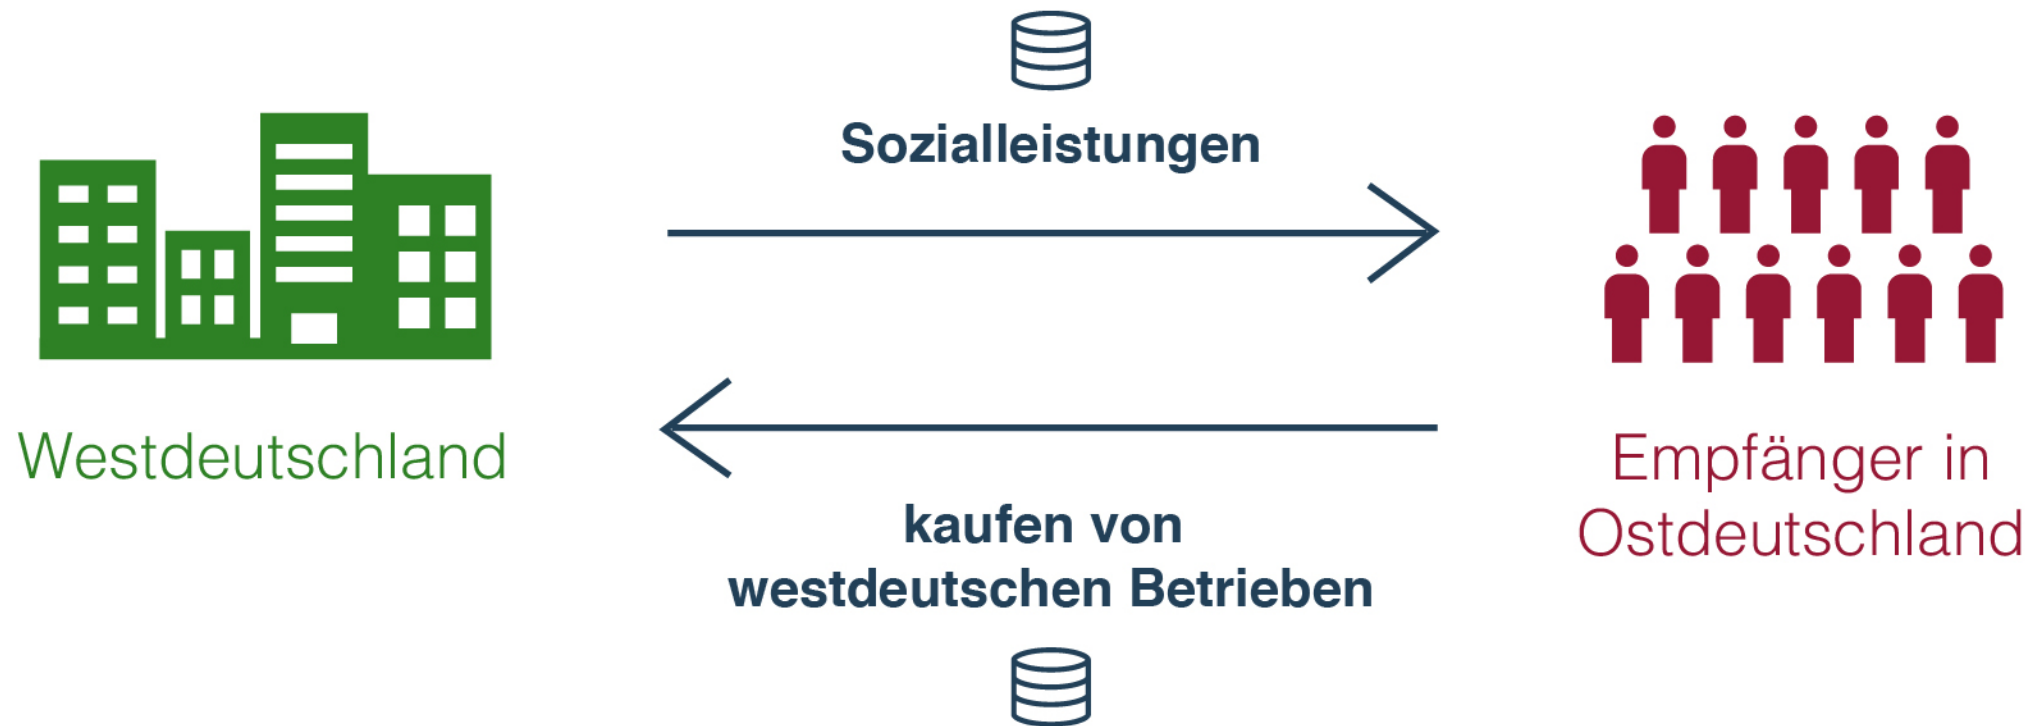 Sozialleistungen
Westdeutschland
Empfänger in
Ostdeutschland
kaufen von
westdeutschen Betrieben